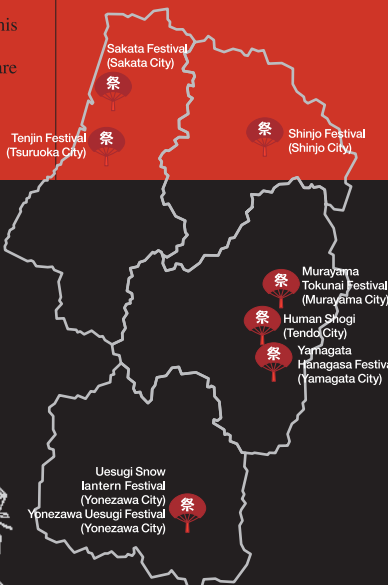 his
are
Sakata Festival
(Sakata City)
祭
Tenjin Festival
(Tsuruoka City)
祭
祭
Shinjo Festival
(Shinjo City)
祭
Murayama
Tokunai Festival
(Murayama City)
祭
Human Shogi
(Tendo City)
祭
Yamagata
Hanagasa Festiva
(Yamagata City)
Uesugi Snow
lantern Festival
(Yonezawa City)
Yonezawa Uesugi Festival
(Yonezawa City)
祭